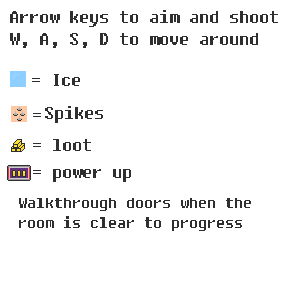 Arrow keys to aim and shoot
W, A, S, D to move around
= Ice
=Spikes
= loot
= power up
Walkthrough doors when the
room is clear to progress